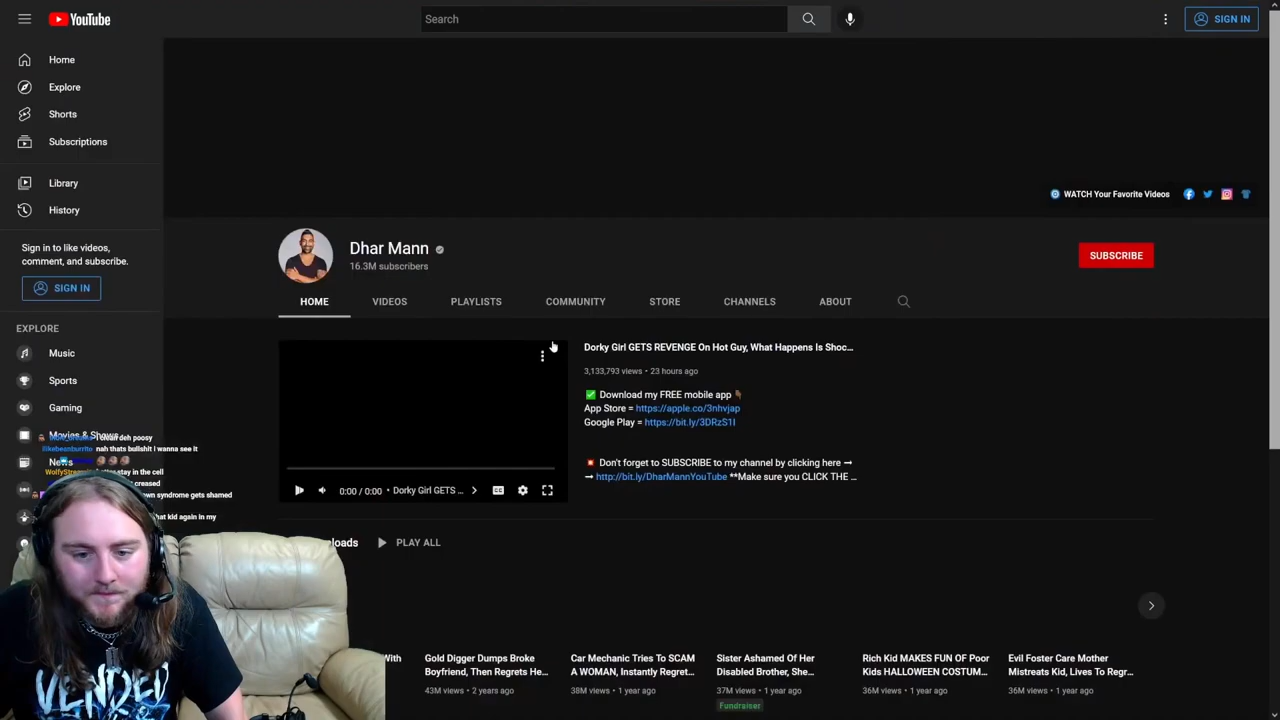 YouTube
Search
SIGN IN
Home
Explore
Shorts
Subscriptions
Library
History
Sign in to like videos,
comment, and subscribe.
SIGN IN
EXPLORE
Music
Sports
Gaming
WATCH Your Favorite Videos
Dhar Mann
16.3M subscribers
SUBSCRIBE
HOME
VIDEOS
PLAYLISTS
COMMUNITY
STORE
CHANNELS
ABOUT
Dorky Girl GETS REVENGE On Hot Guy, What Happens Is Shoc...
3,133,793 views • 23 hours ago
✅ Download my FREE mobile app 👇🏾
App Store = https://apple.co/3nhvjap
Google Play = https://bit.ly/3DRzS1I
Don't forget to SUBSCRIBE to my channel by clicking here →
→ http://bit.ly/DharMannYouTube **Make sure you CLICK THE ...
0:00 / 0:00 • Dorky Girl GETS ...
clean deh poosy
likebeanburrito nah thats bullshit i wanna see it
stay in the cell
creased
syndrome gets shamed
kid again in my
PLAY ALL
With
Gold Digger Dumps Broke
Boyfriend, Then Regrets He...
43M views • 2 years ago
Car Mechanic Tries To SCAM
A WOMAN, Instantly Regret...
38M views • 1 year ago
Sister Ashamed Of Her
Disabled Brother, She...
37M views • 1 year ago
Fundraiser
Rich Kid MAKES FUN OF Poor
Kids HALLOWEEN COSTUM...
36M views • 1 year ago
Evil Foster Care Mother
Mistreats Kid, Lives To Regr...
36M views • 1 year ago